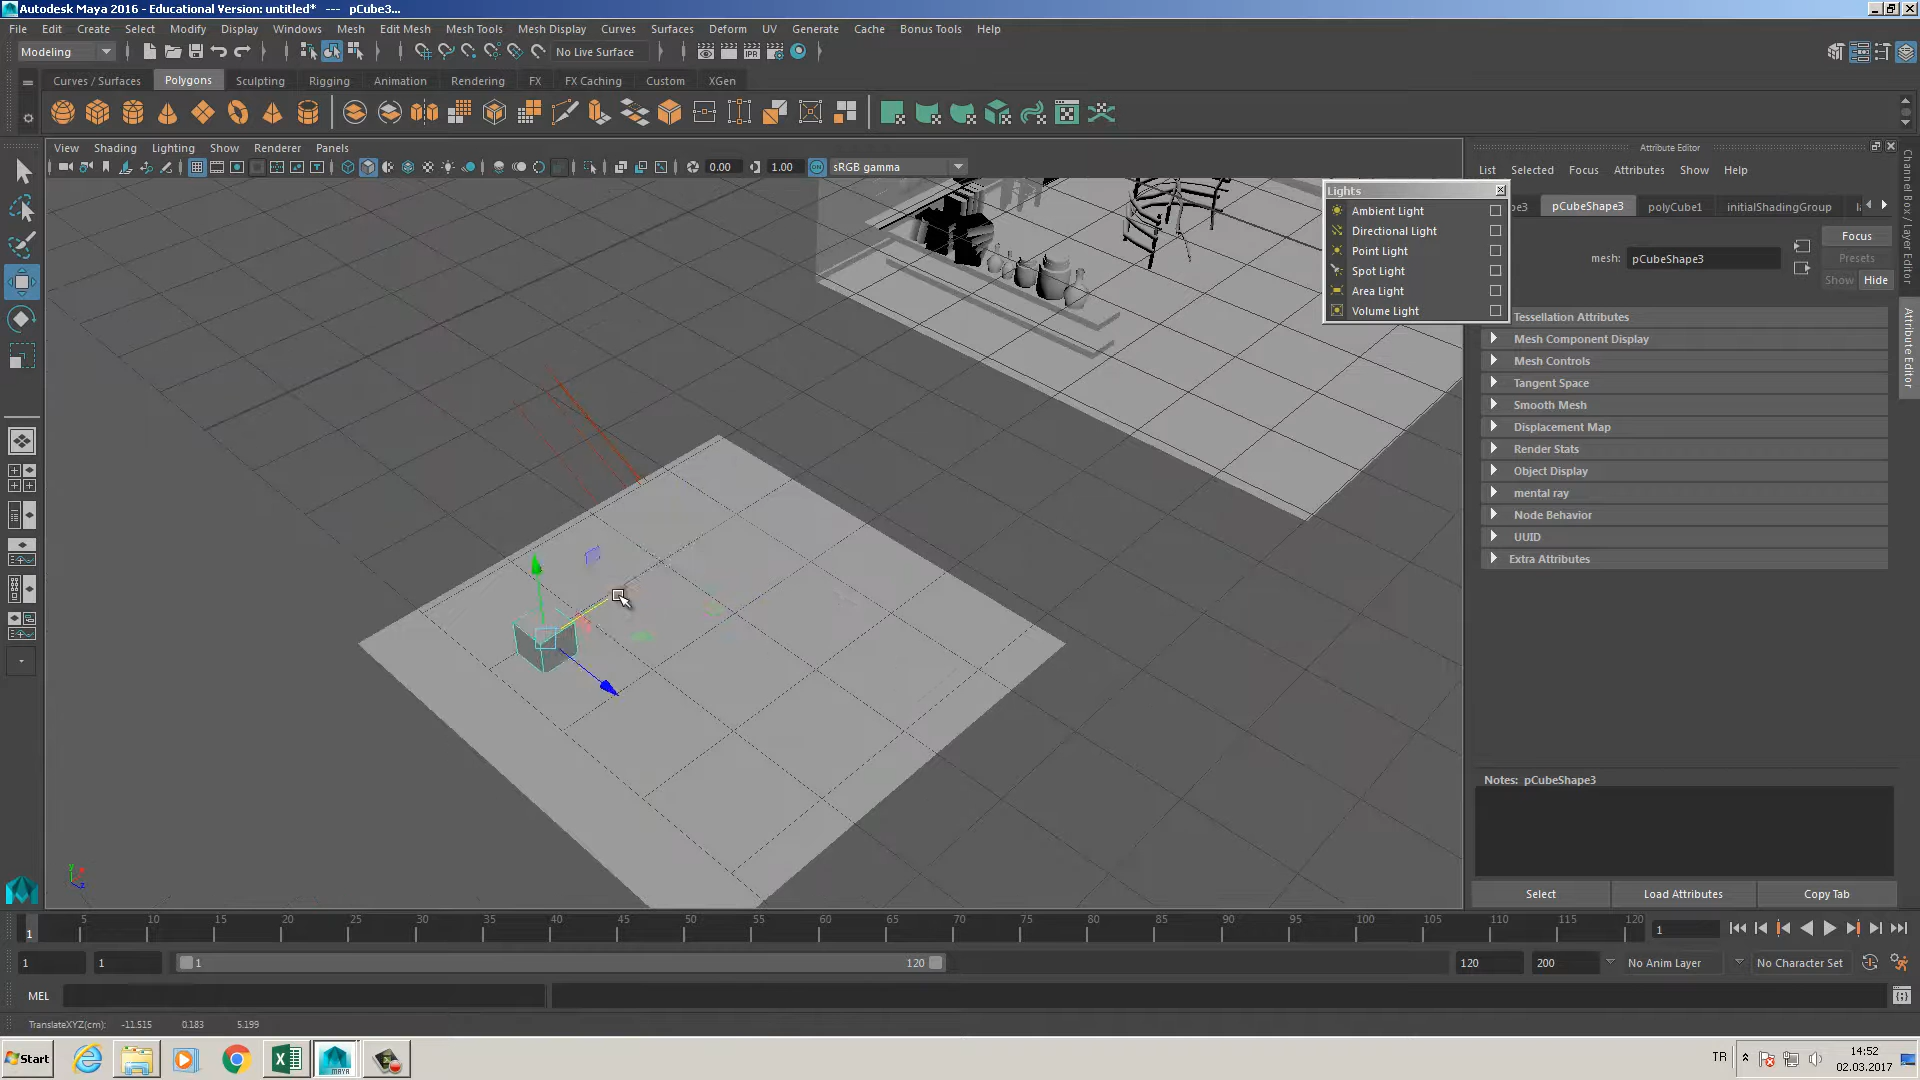 Autodesk Maya 2016 - Educational Version: untitled*   ---   pCube3...
File Edit Create Select Modify Display Windows Mesh Edit Mesh Mesh Tools Mesh Display Curves Surfaces Deform UV Generate Cache Bonus Tools Help
Modeling No Live Surface
Curves / Surfaces Polygons Sculpting Rigging Animation Rendering FX FX Caching Custom XGen
View Shading Lighting Show Renderer Panels
0.00 1.00 ON sRGB gamma
Lights
Ambient Light
Directional Light
Point Light
Spot Light
Area Light
Volume Light
Attribute Editor
List Selected Focus Attributes Show Help
pCubeShape3 polyCube1 initialShadingGroup
Focus
mesh: pCubeShape3
Presets
Show Hide
Tessellation Attributes
Mesh Component Display
Mesh Controls
Tangent Space
Smooth Mesh
Displacement Map
Render Stats
Object Display
mental ray
Node Behavior
UUID
Extra Attributes
Notes: pCubeShape3
Select Load Attributes Copy Tab
Channel Box / Layer Editor
Attribute Editor
5 10 15 20 25 30 35 40 45 50 55 60 65 70 75 80 85 90 95 100 105 110 115 120
1 1
1 1 1 120 120 200 No Anim Layer No Character Set
MEL
TranslateXYZ(cm): -11.515 0.183 5.199
Start MAYA TR 14:52
02.03.2017